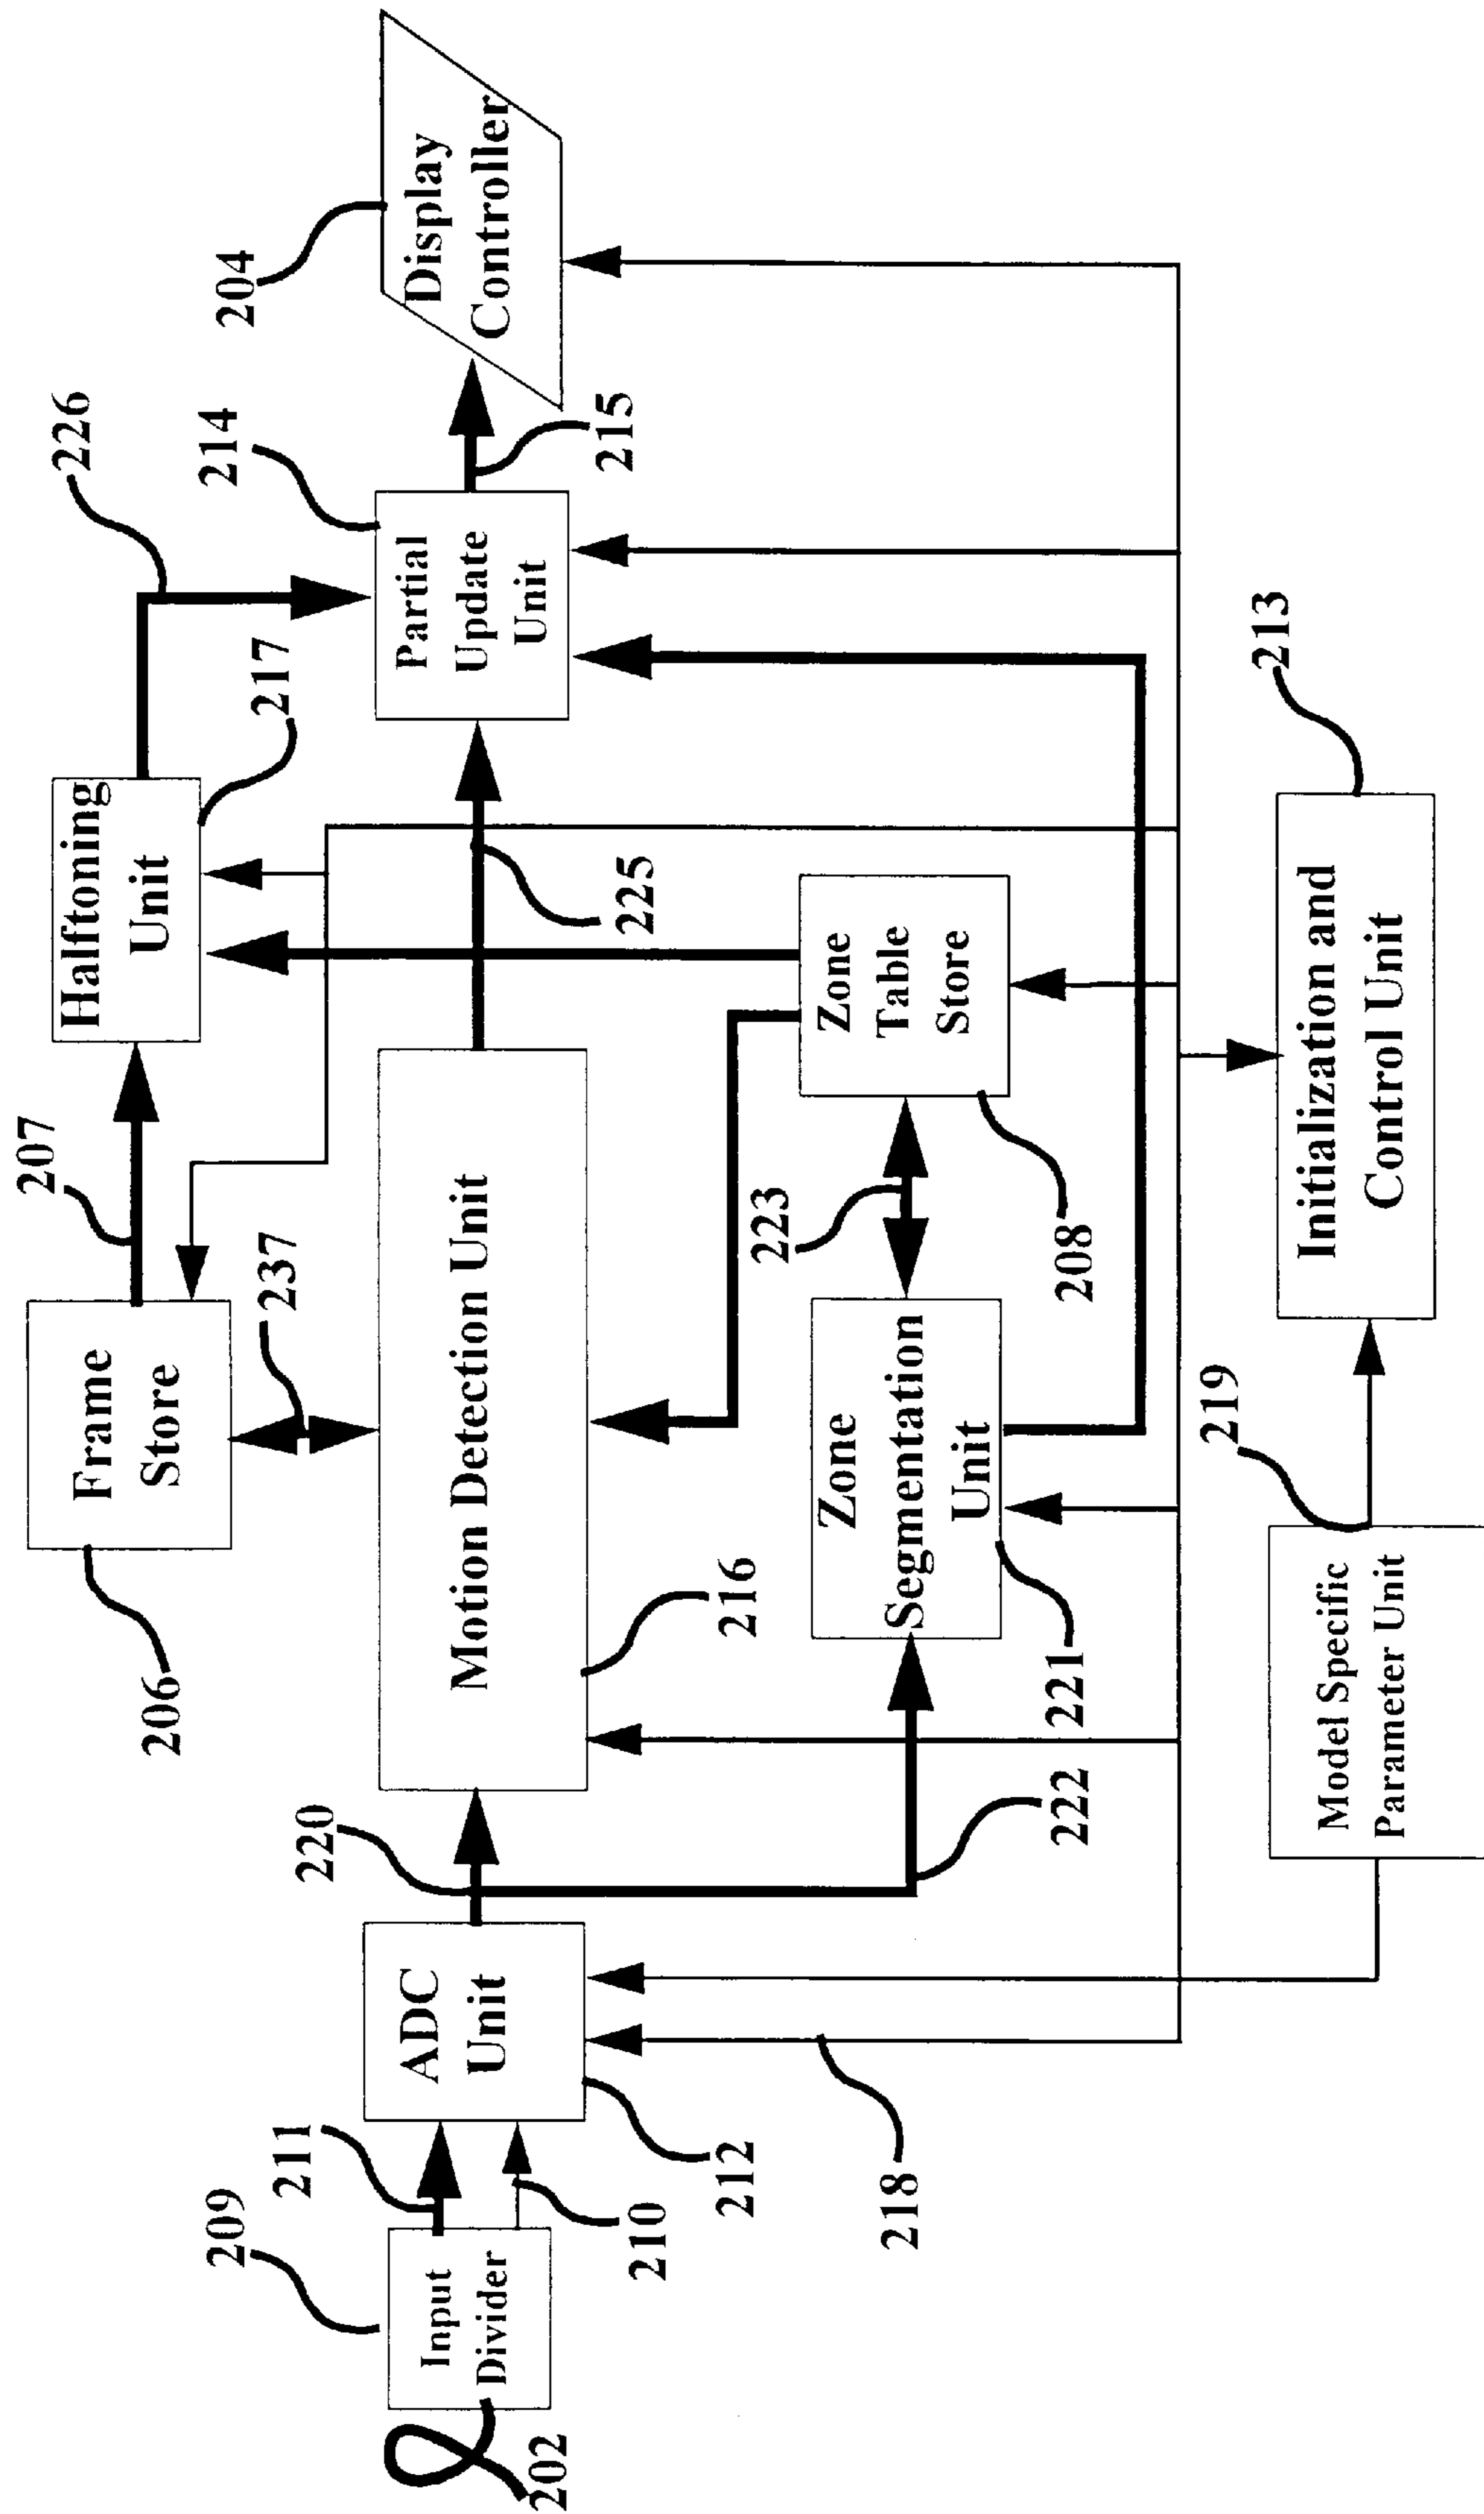 207
226
Frame
Store
Halftoning
Unit
206
237
217
214
204
209
211
220
Input
Divider
ADC
Unit
Motion Detection Unit
Partial
Update
Unit
Display
Controller
202
210
212
216
225
215
222
221
223
Zone
Segmentation
Unit
Zone
Table
Store
208
218
219
213
Model Specific
Parameter Unit
Initialization and
Control Unit